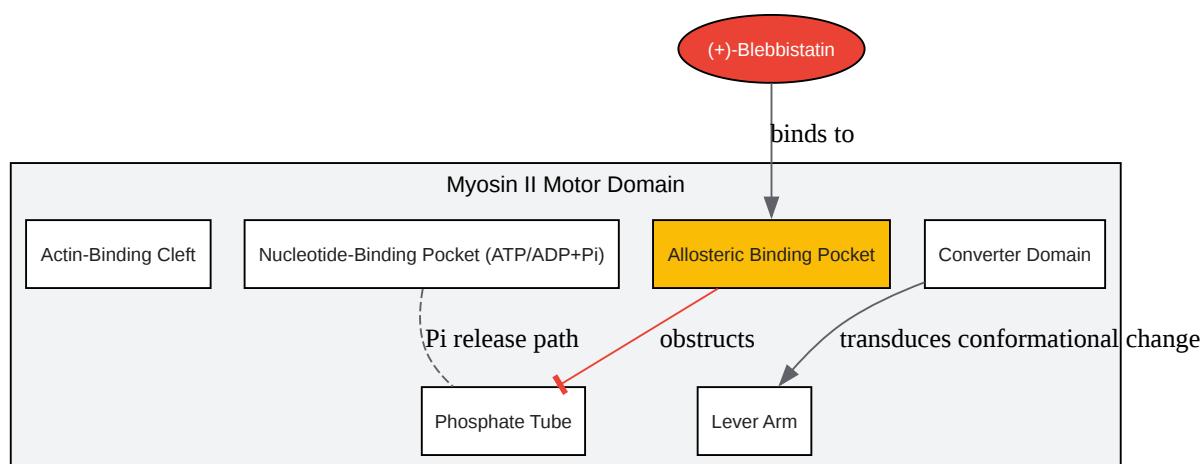 (+)-Blebbistatin
binds to
Myosin II Motor Domain
Actin-Binding Cleft
Nucleotide-Binding Pocket (ATP/ADP+Pi)
Allosteric Binding Pocket
Converter Domain
Pi release path
obstructs
transduces conformational change
Phosphate Tube
Lever Arm